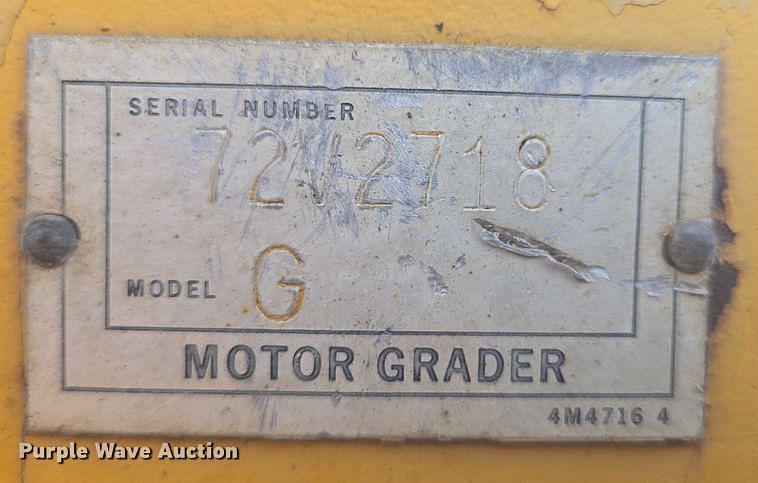 SERIAL NUMBER
72V2718
MODEL G
MOTOR GRADER
4M4716 4
Purple Wave Auction